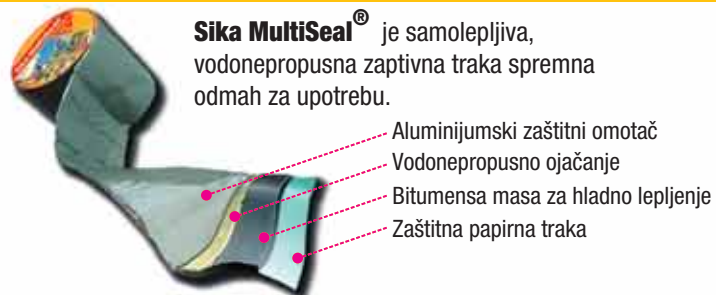 Sika MultiSeal® je samolepljiva,
vodonepropusna zaptivna traka spremna
odmah za upotrebu.
Aluminijumski zaštitni omotač
Vodonepropusno ojačanje
Bitumensa masa za hladno lepljenje
Zaštitna papirna traka